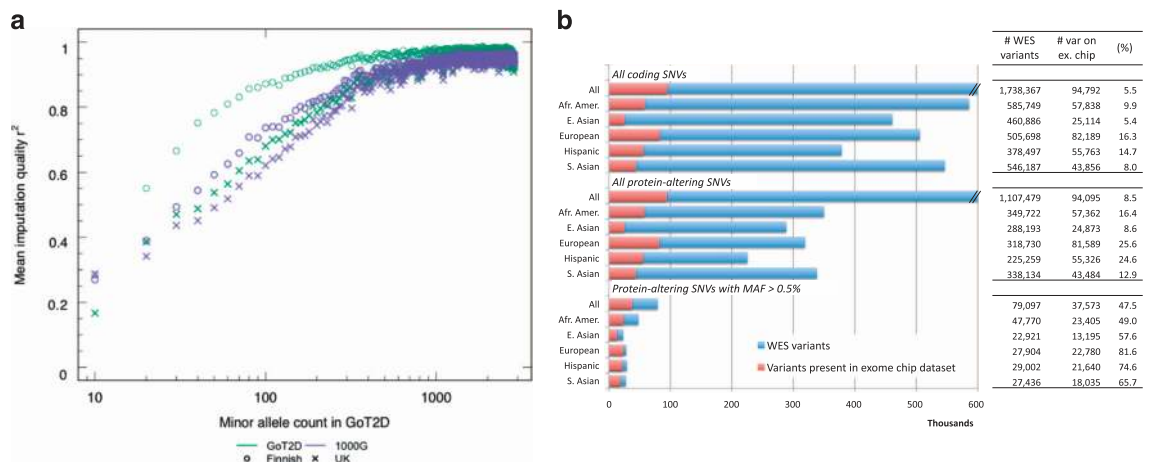 a
Mean imputation quality r2
1
0.8
0.6
0.4
0.2
0
10 100 1000
Minor allele count in GoT2D
GoT2D 1000G
Finnish UK
b
# WES variants # var on ex. chip (%)
All coding SNVs
All 1,738,367 94,792 5.5
Afr. Amer. 585,749 57,838 9.9
E. Asian 460,886 25,114 5.4
European 505,698 82,189 16.3
Hispanic 378,497 55,763 14.7
S. Asian 546,187 43,856 8.0
All protein-altering SNVs
All 1,107,479 94,095 8.5
Afr. Amer. 349,722 57,362 16.4
E. Asian 288,193 24,873 8.6
European 318,730 81,589 25.6
Hispanic 225,259 55,326 24.6
S. Asian 338,134 43,484 12.9
Protein-altering SNVs with MAF > 0.5%
All 79,097 37,573 47.5
Afr. Amer. 47,770 23,405 49.0
E. Asian 22,921 13,195 57.6
European 27,904 22,780 81.6
Hispanic 29,002 21,640 74.6
S. Asian 27,436 18,035 65.7
WES variants
Variants present in exome chip dataset
0 100 200 300 400 500 600
Thousands